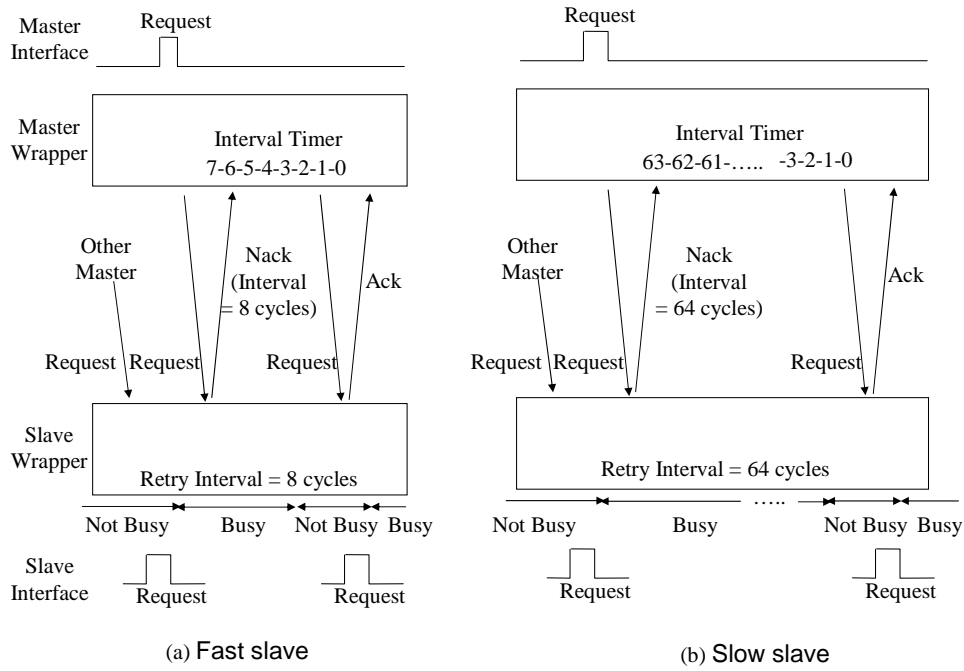 Master
Interface
Request
Master
Wrapper
Interval Timer
7-6-5-4-3-2-1-0
Other
Master
Nack
(Interval
= 8 cycles)
Ack
Request
Request
Request
Slave
Wrapper
Retry Interval = 8 cycles
Not Busy
Busy
Not Busy
Busy
Slave
Interface
Request
Request
(a) Fast slave
Request
Master
Wrapper
Interval Timer
63-62-61-….. -3-2-1-0
Other
Master
Nack
(Interval
= 64 cycles)
Ack
Request
Request
Request
Slave
Wrapper
Retry Interval = 64 cycles
…..
Not Busy
Busy
Not Busy
Busy
Request
Request
(b) Slow slave